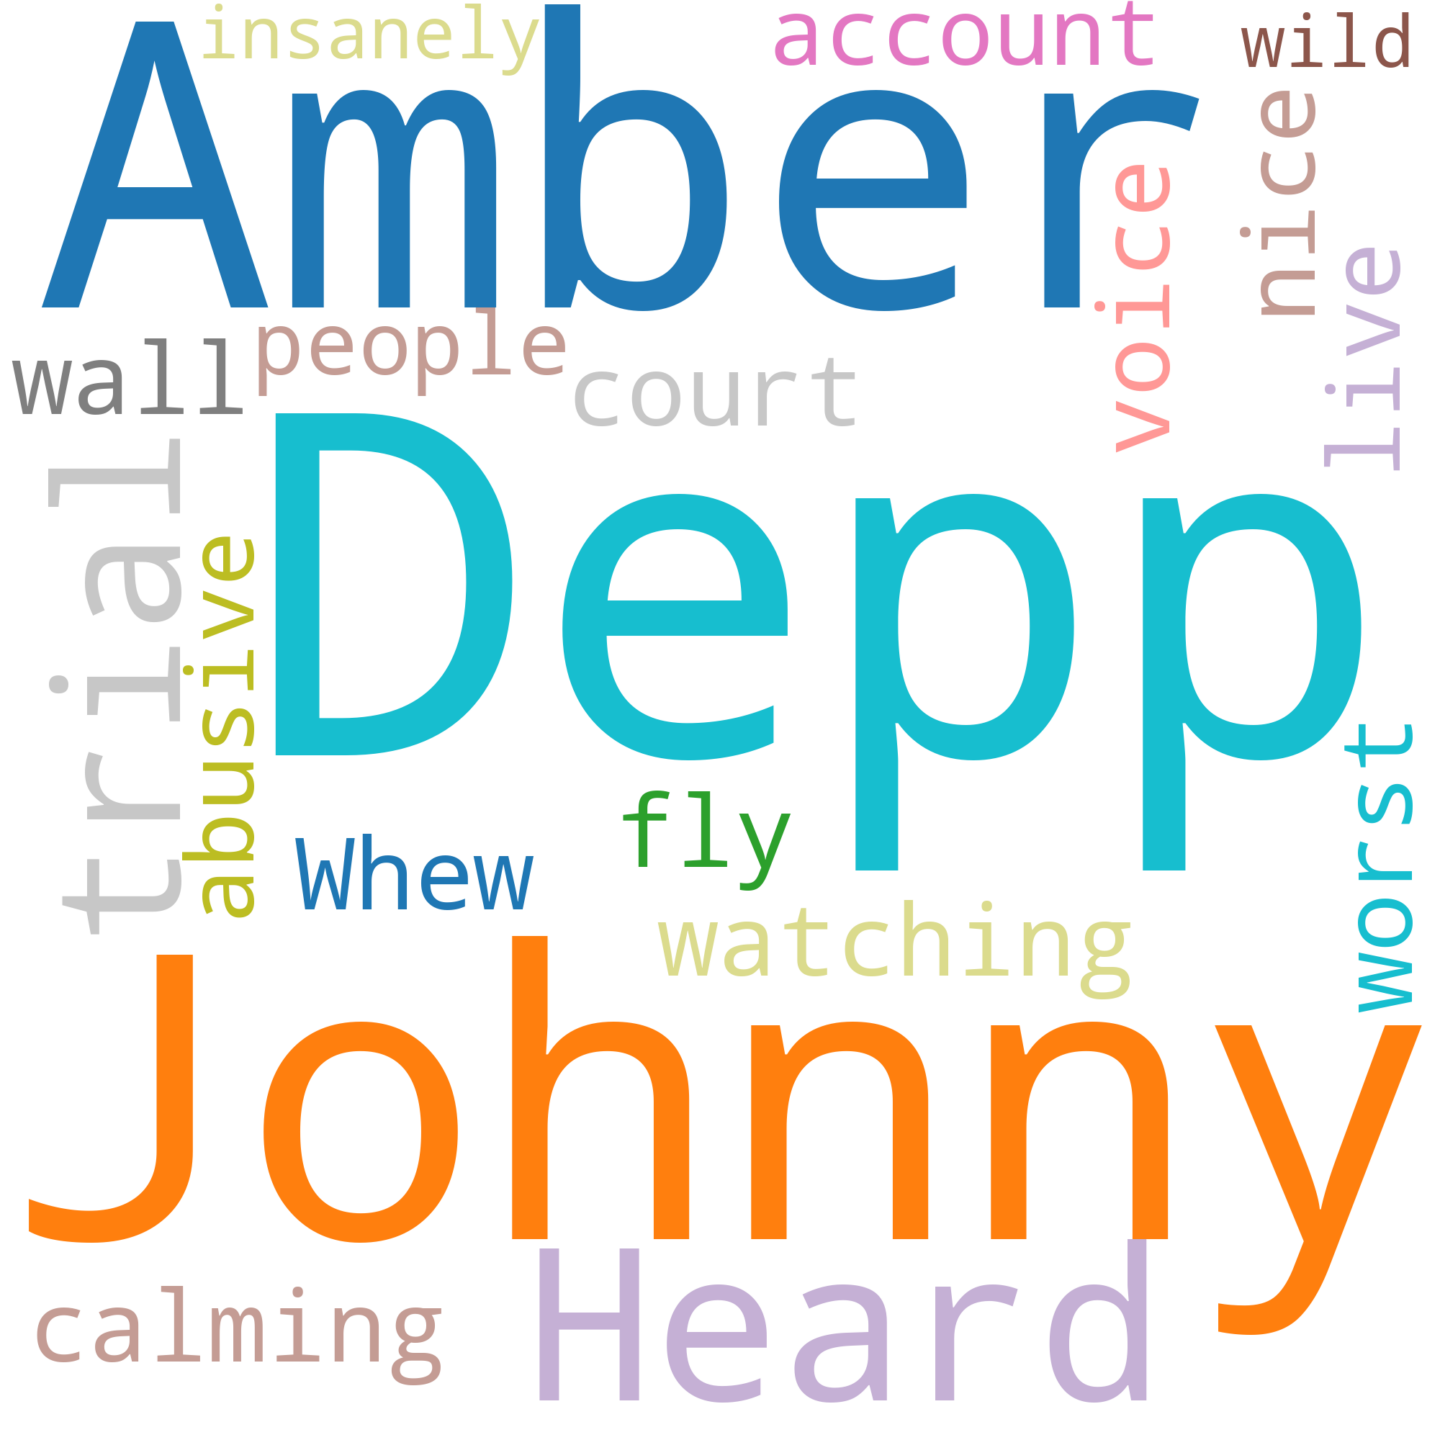 insanely
account
wild
Amber
nice
voice
live
people
wall
court
trial
Depp
abusive
worst
fly
Whew
watching
Johnny
Heard
calming